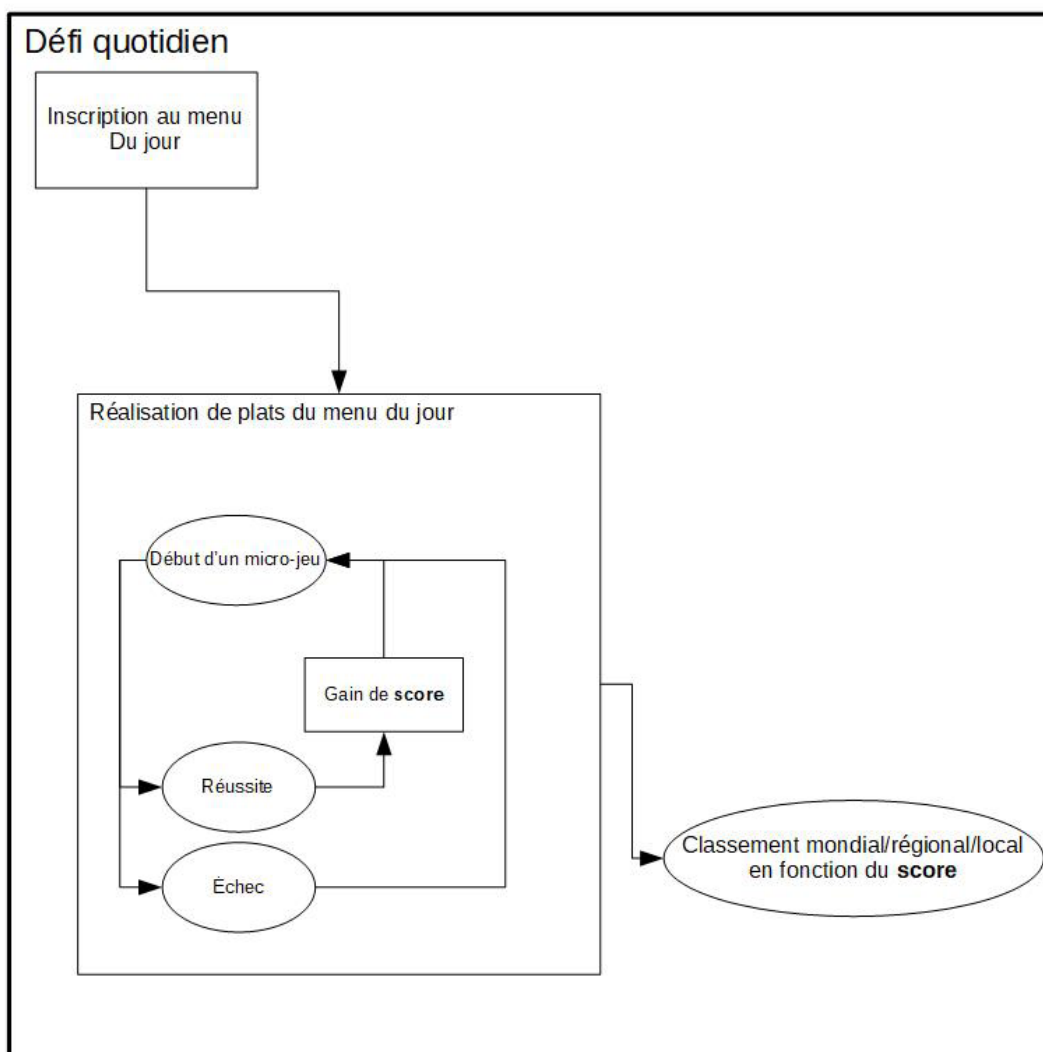 Défi quotidien
Inscription au menu
Du jour
Réalisation de plats du menu du jour
Début d'un micro-jeu
Gain de score
Réussite
Échec
Classement mondial/régional/local
en fonction du score